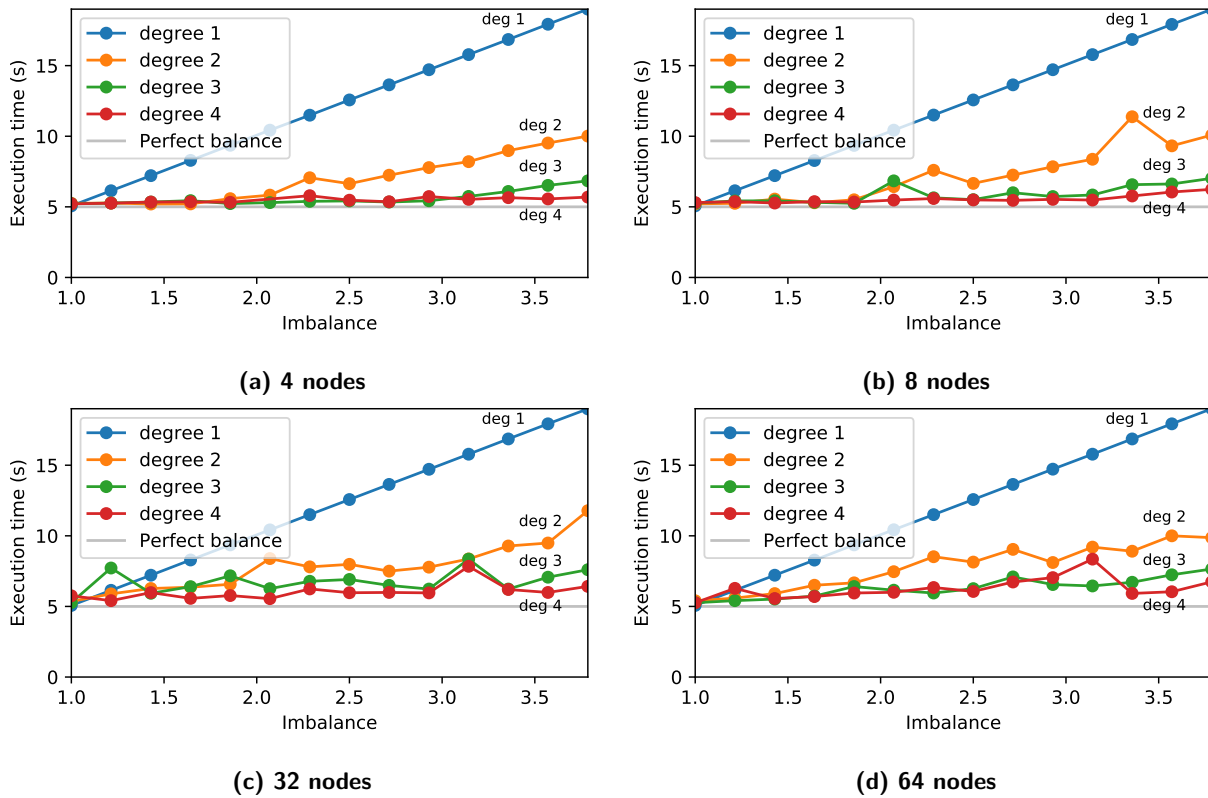 deg 1
degree 1
degree 2
degree 3
degree 4
Perfect balance
deg 2
deg 3
deg 4
Execution time (s)
15
10
5
0
1.0 1.5 2.0 2.5 3.0 3.5
Imbalance
(a) 4 nodes
deg 1
degree 1
degree 2
degree 3
degree 4
Perfect balance
deg 2
deg 3
deg 4
Execution time (s)
15
10
5
0
1.0 1.5 2.0 2.5 3.0 3.5
Imbalance
(b) 8 nodes
deg 1
degree 1
degree 2
degree 3
degree 4
Perfect balance
deg 2
deg 3
deg 4
Execution time (s)
15
10
5
0
1.0 1.5 2.0 2.5 3.0 3.5
Imbalance
(c) 32 nodes
deg 1
degree 1
degree 2
degree 3
degree 4
Perfect balance
deg 2
deg 3
deg 4
Execution time (s)
15
10
5
0
1.0 1.5 2.0 2.5 3.0 3.5
Imbalance
(d) 64 nodes